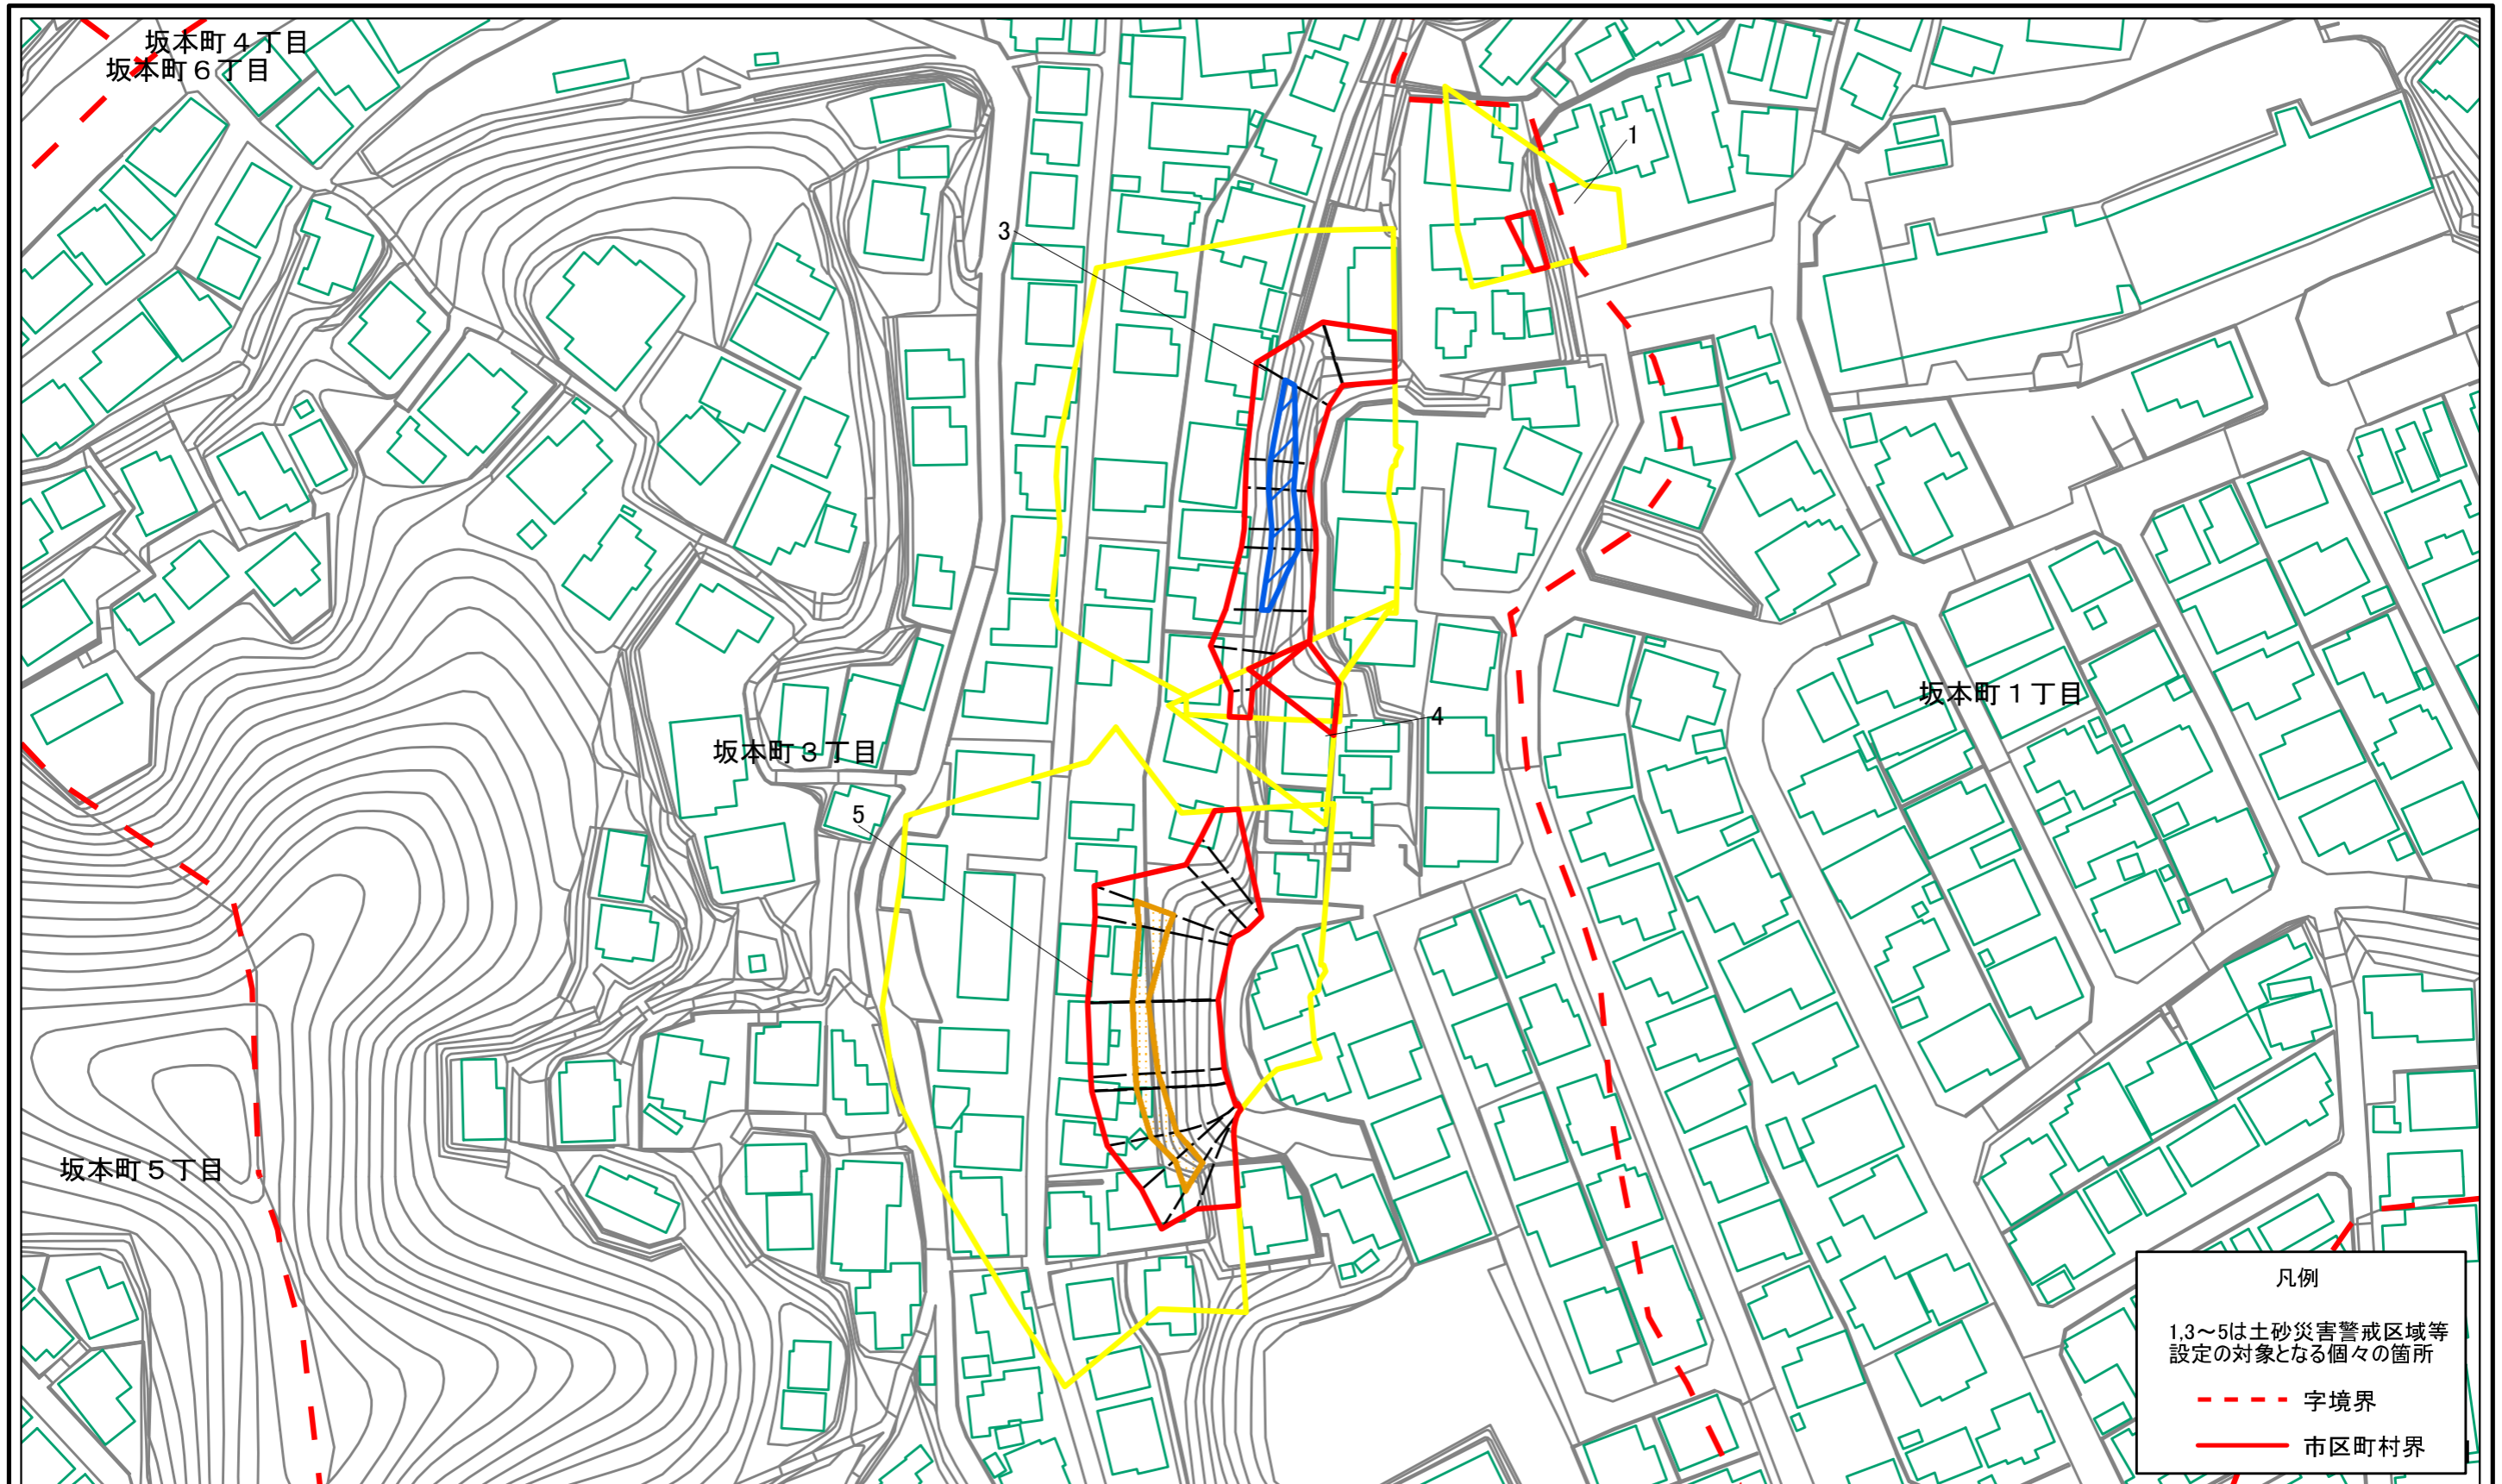 坂本町４丁目
坂本町６丁目
1
3
坂本町１丁目
4
坂本町３丁目
5
坂本町５丁目
凡例
1,3～5は土砂災害警戒区域等
設定の対象となる個々の箇所
字境界
市区町村界